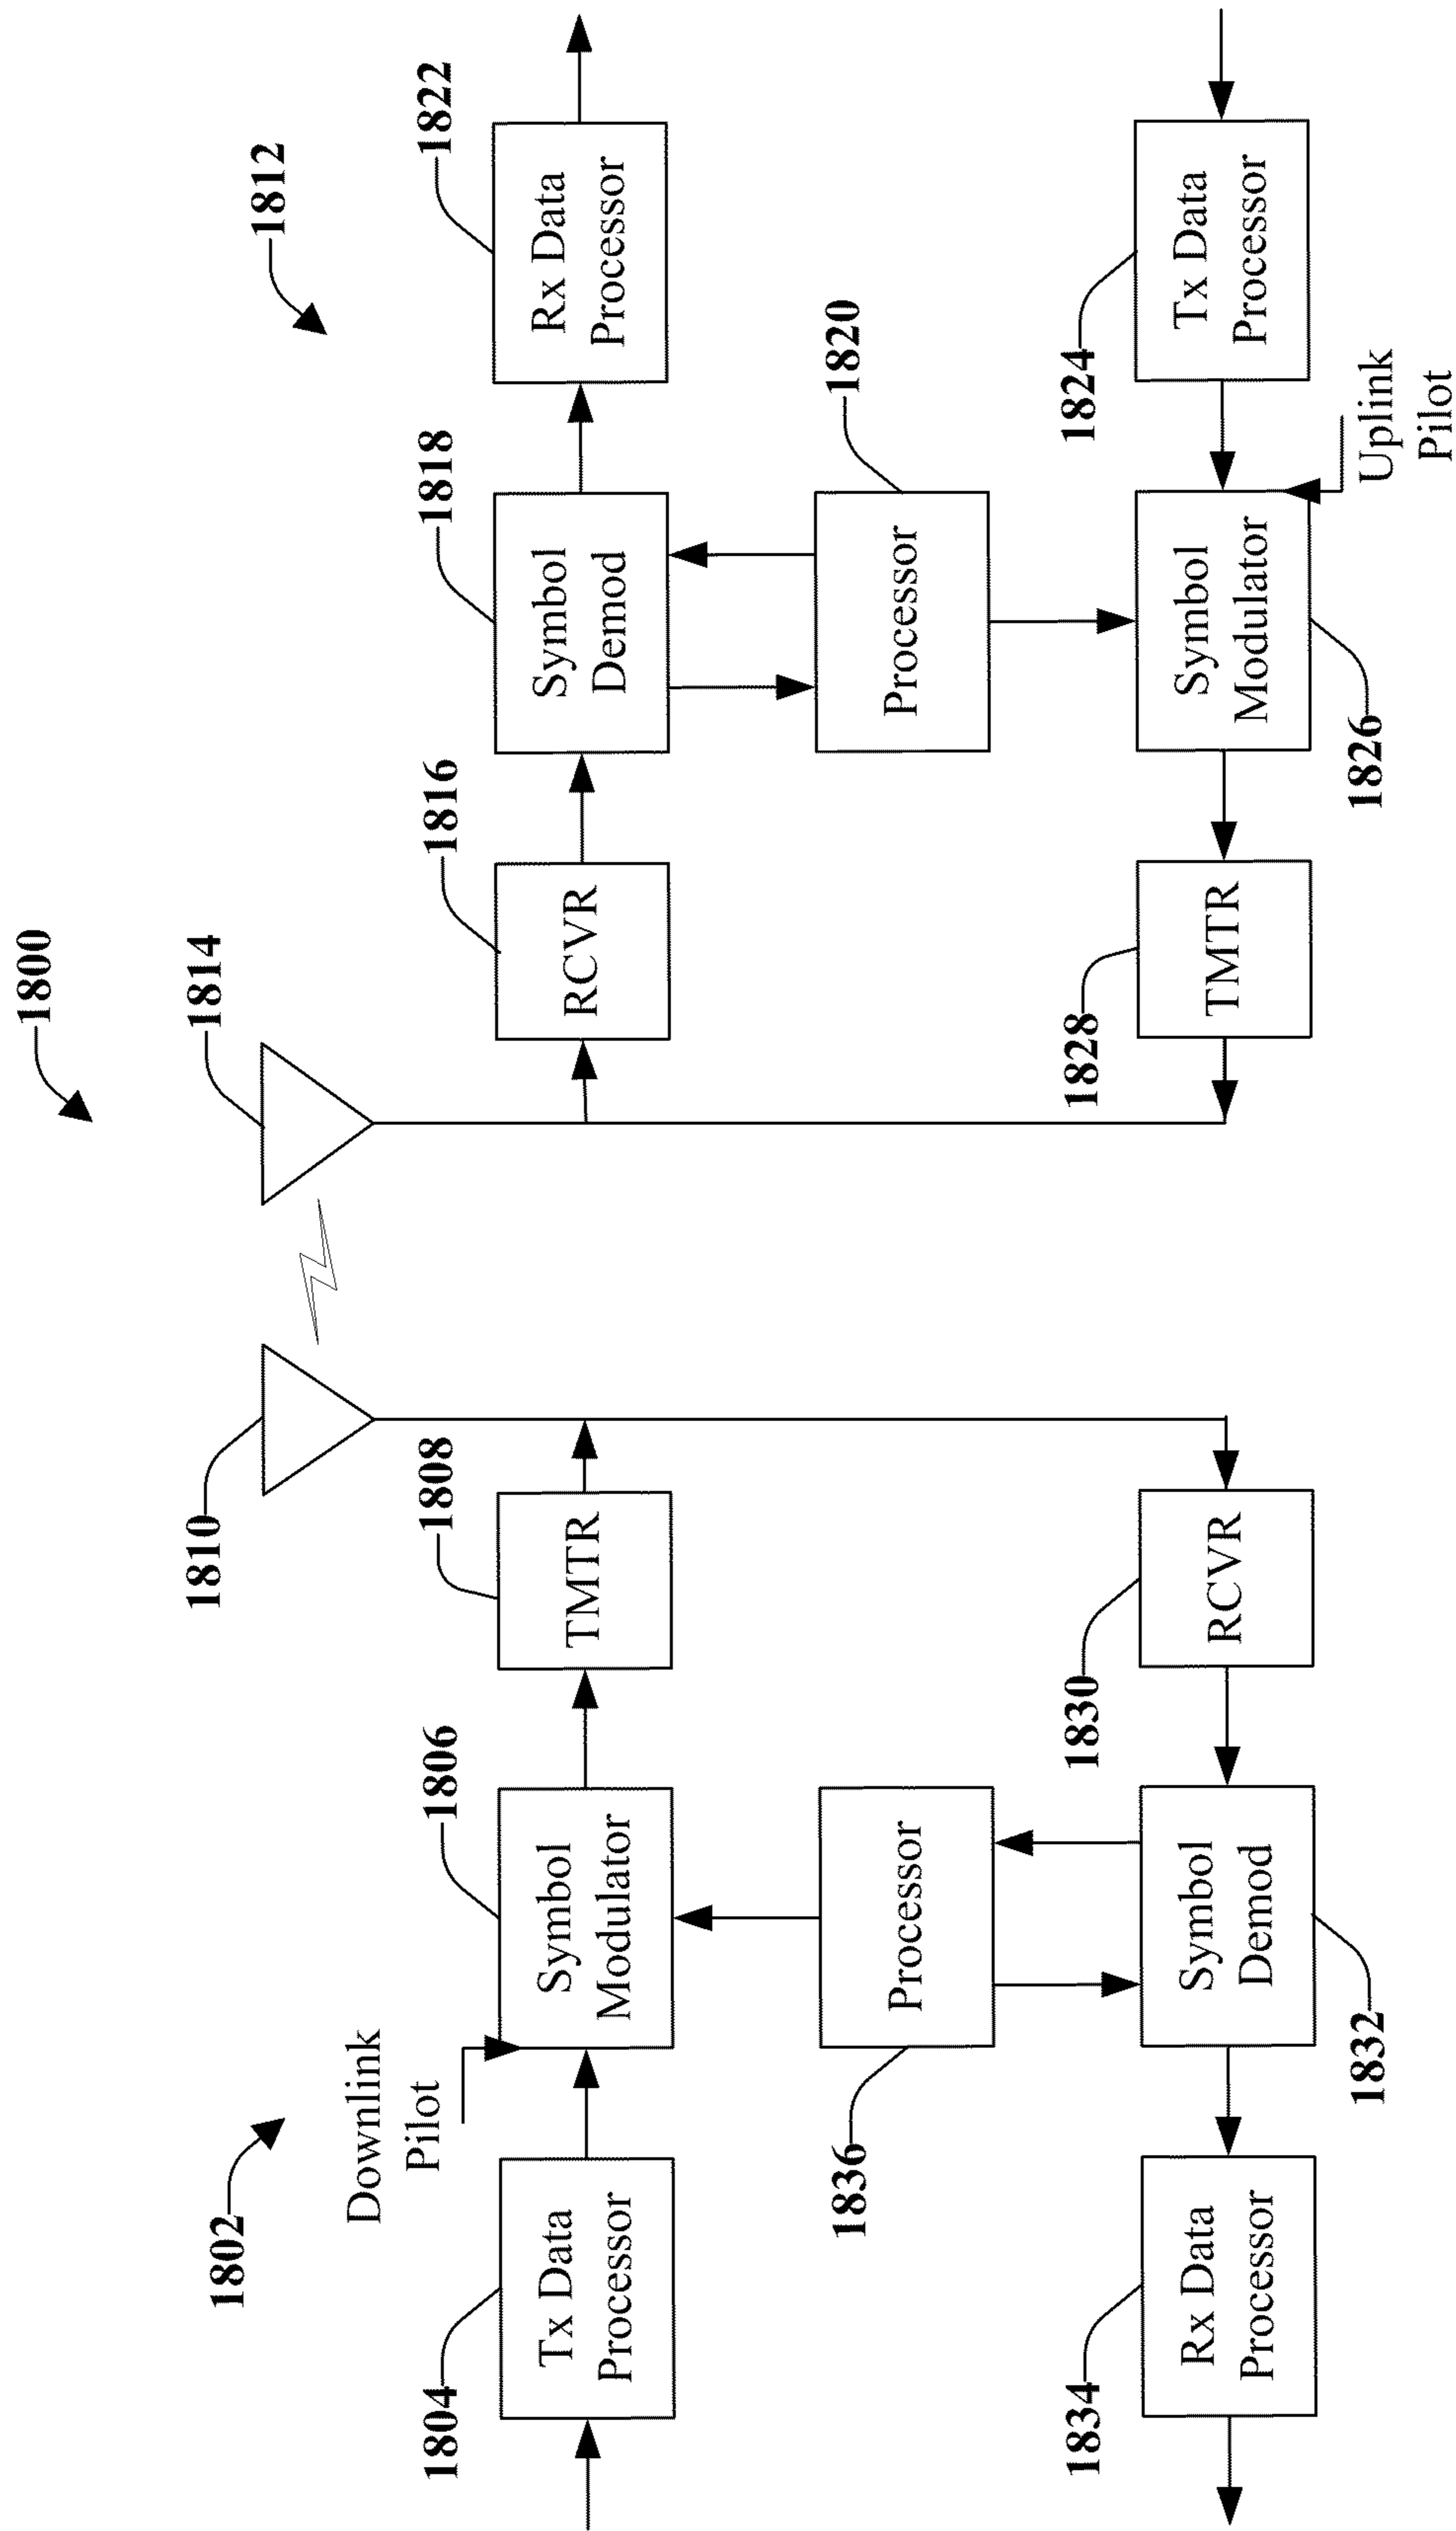 1800
1802
1810
1814
1812
Downlink
Pilot
1804
1806
1808
1816
1818
1822
Tx Data
Processor
Symbol
Modulator
TMTR
RCVR
Symbol
Demod
Rx Data
Processor
1836
Processor
Processor
1820
1834
1830
1828
1824
Rx Data
Processor
Symbol
Demod
RCVR
TMTR
Symbol
Modulator
Tx Data
Processor
1832
1826
Uplink
Pilot